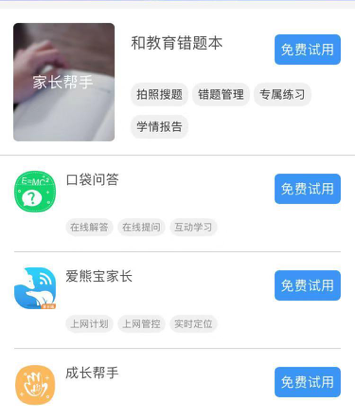 和教育错题本
免费试用
家长帮手
拍照搜题 错题管理 专属练习
学情报告
E=MC²
?
口袋问答
免费试用
在线解答 在线提问 互动学习
爱熊宝家长
免费试用
上网计划 上网管控 实时定位
成长帮手
免费试用